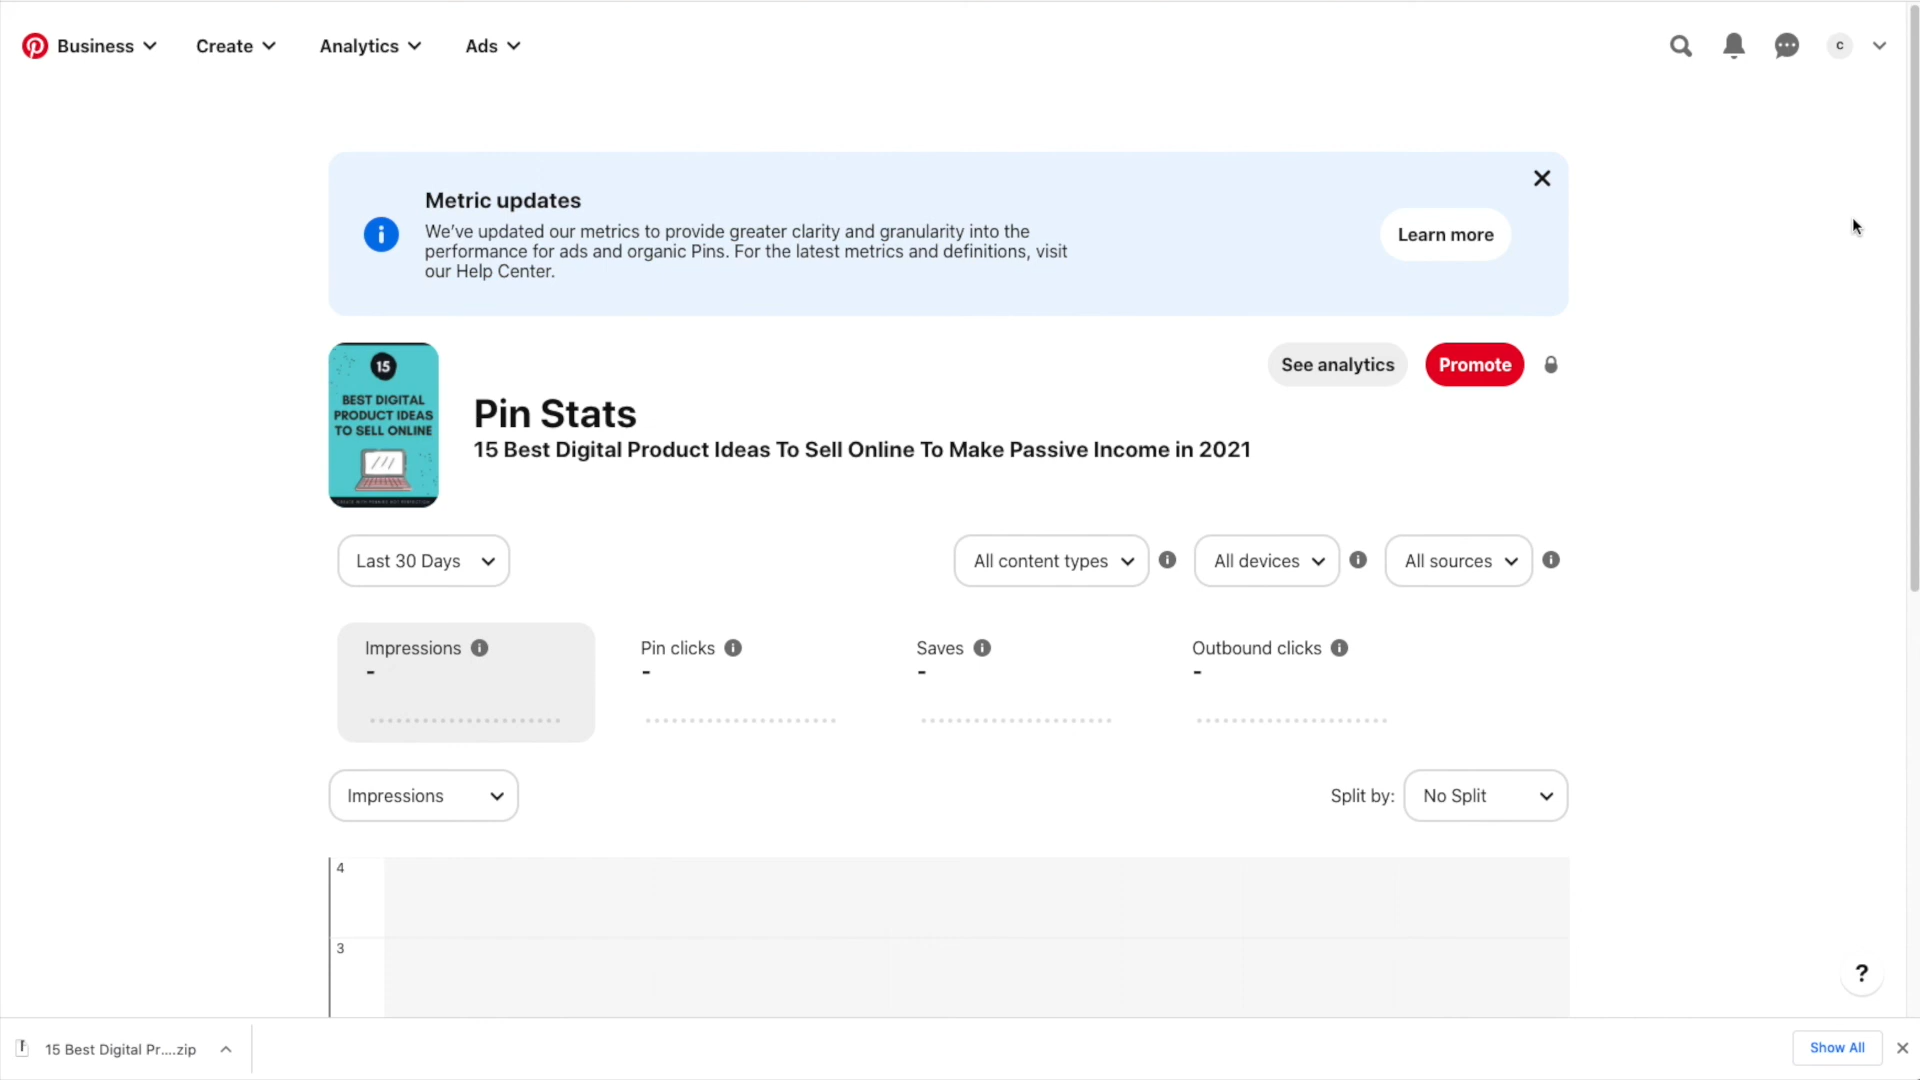 Business
Create
Analytics
Ads
c
Metric updates
We’ve updated our metrics to provide greater clarity and granularity into the
performance for ads and organic Pins. For the latest metrics and definitions, visit
our Help Center.
Learn more
See analytics
Promote
15
BEST DIGITAL
PRODUCT IDEAS
TO SELL ONLINE
Pin Stats
15 Best Digital Product Ideas To Sell Online To Make Passive Income in 2021
Last 30 Days
All content types
All devices
All sources
Impressions
-
Pin clicks
-
Saves
-
Outbound clicks
-
Impressions
Split by:
No Split
4
3
?
15 Best Digital Pr....zip
Show All